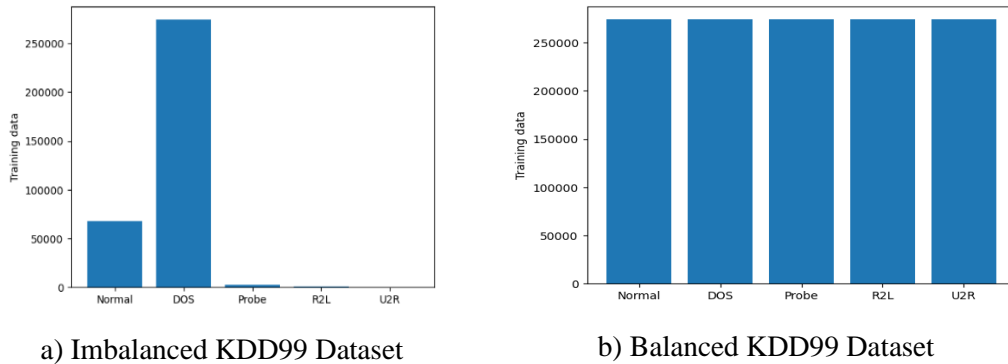 250000
200000
150000
100000
50000
0
Training data
Normal DOS Probe R2L U2R
a) Imbalanced KDD99 Dataset
250000
200000
150000
100000
50000
0
Training data
Normal DOS Probe R2L U2R
b) Balanced KDD99 Dataset